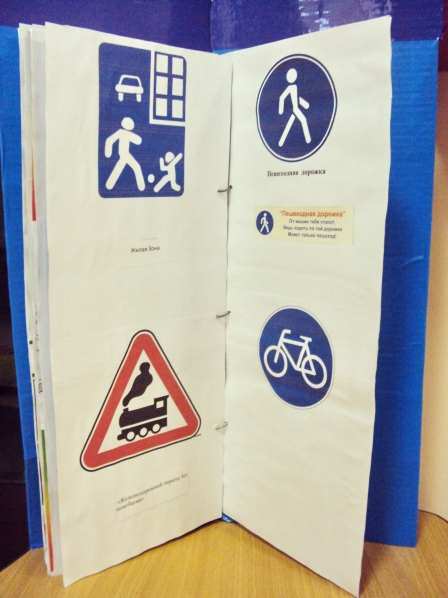 Жилая Зона
«Железнодорожный переезд без
шлагбаума»
Пешеходная дорожка
"Пешеходная дорожка"
От машин тебя спасет,
Ведь ходить по той дорожке
Может только пешеход!